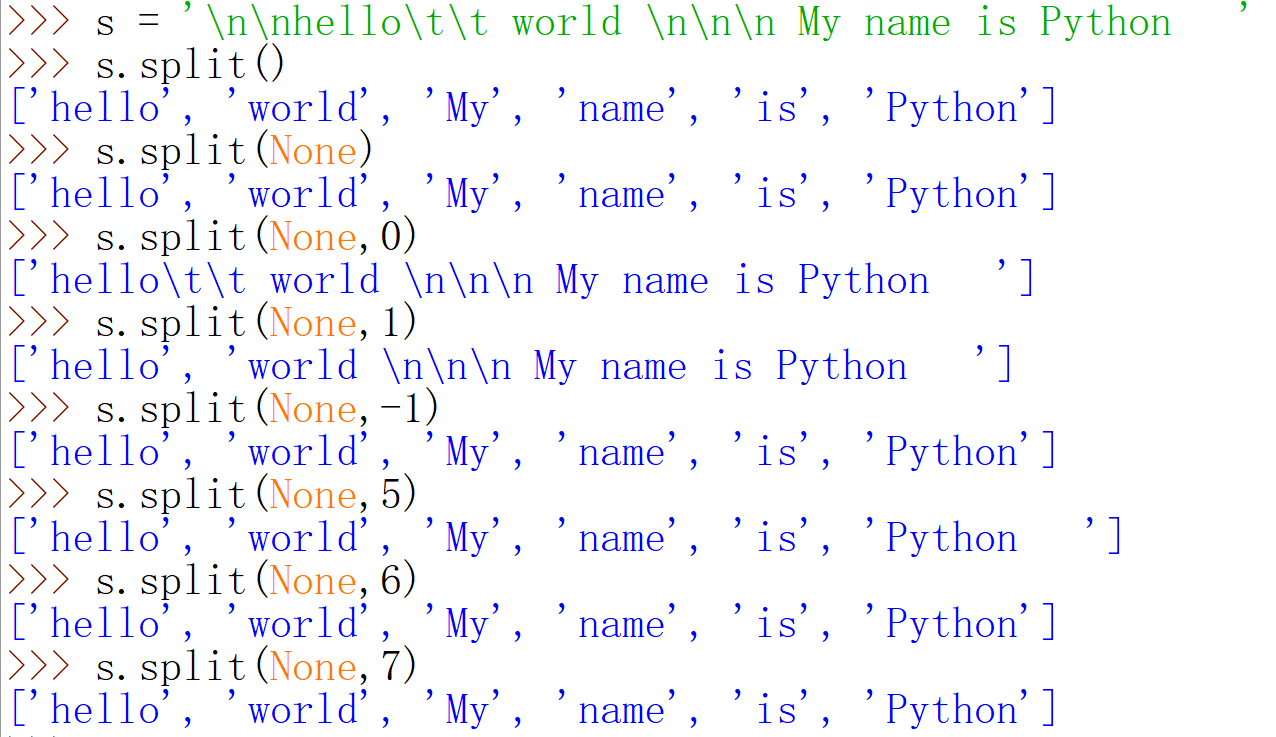 >>> s = '\n\nhello\t\t world \n\n\n My name is Python   '
>>> s.split()
['hello', 'world', 'My', 'name', 'is', 'Python']
>>> s.split(None)
['hello', 'world', 'My', 'name', 'is', 'Python']
>>> s.split(None,0)
['hello\t\t world \n\n\n My name is Python   ']
>>> s.split(None,1)
['hello', 'world \n\n\n My name is Python   ']
>>> s.split(None,-1)
['hello', 'world', 'My', 'name', 'is', 'Python']
>>> s.split(None,5)
['hello', 'world', 'My', 'name', 'is', 'Python   ']
>>> s.split(None,6)
['hello', 'world', 'My', 'name', 'is', 'Python']
>>> s.split(None,7)
['hello', 'world', 'My', 'name', 'is', 'Python']